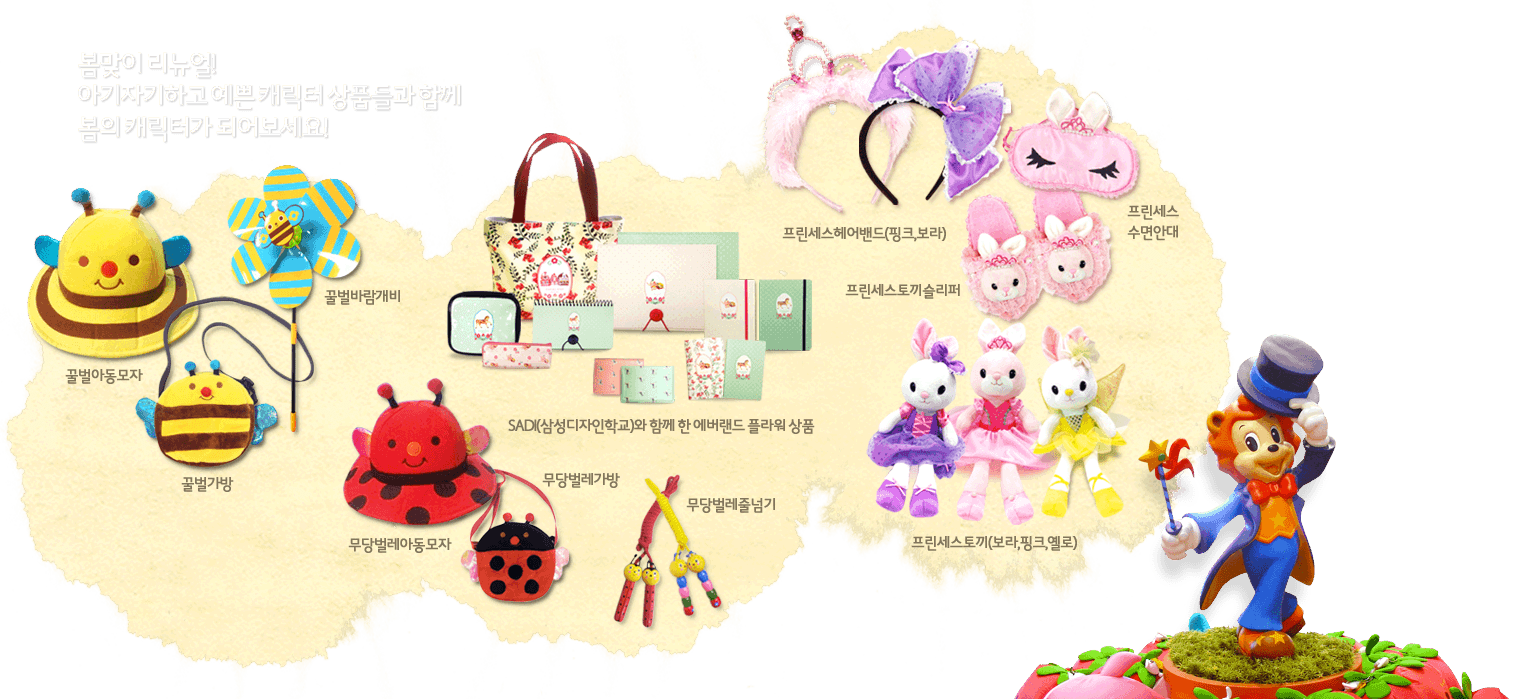 봄맞이 리뉴얼!
아기자기하고 예쁜 캐릭터 상품들과 함께
봄의 캐릭터가 되어보세요!
프린세스헤어밴드(핑크,보라)
프린세스
수면안대
꿀벌바람개비
프린세스토끼슬리퍼
꿀벌아동모자
SADI(삼성디자인학교)와 함께 한 에버랜드 플라워 상품
꿀벌가방
무당벌레가방
무당벌레줄넘기
무당벌레아동모자
프린세스토끼(보라,핑크,옐로)